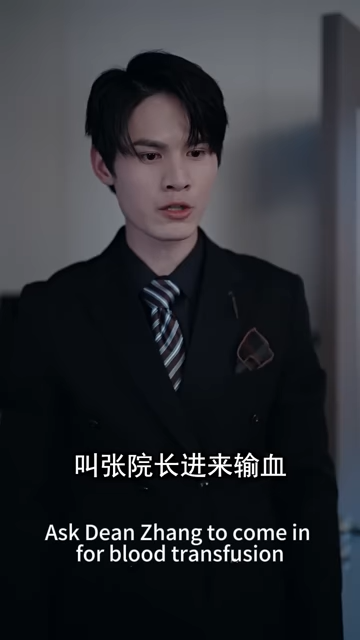 叫张院长进来输血
Ask Dean Zhang to come in
for blood transfusion